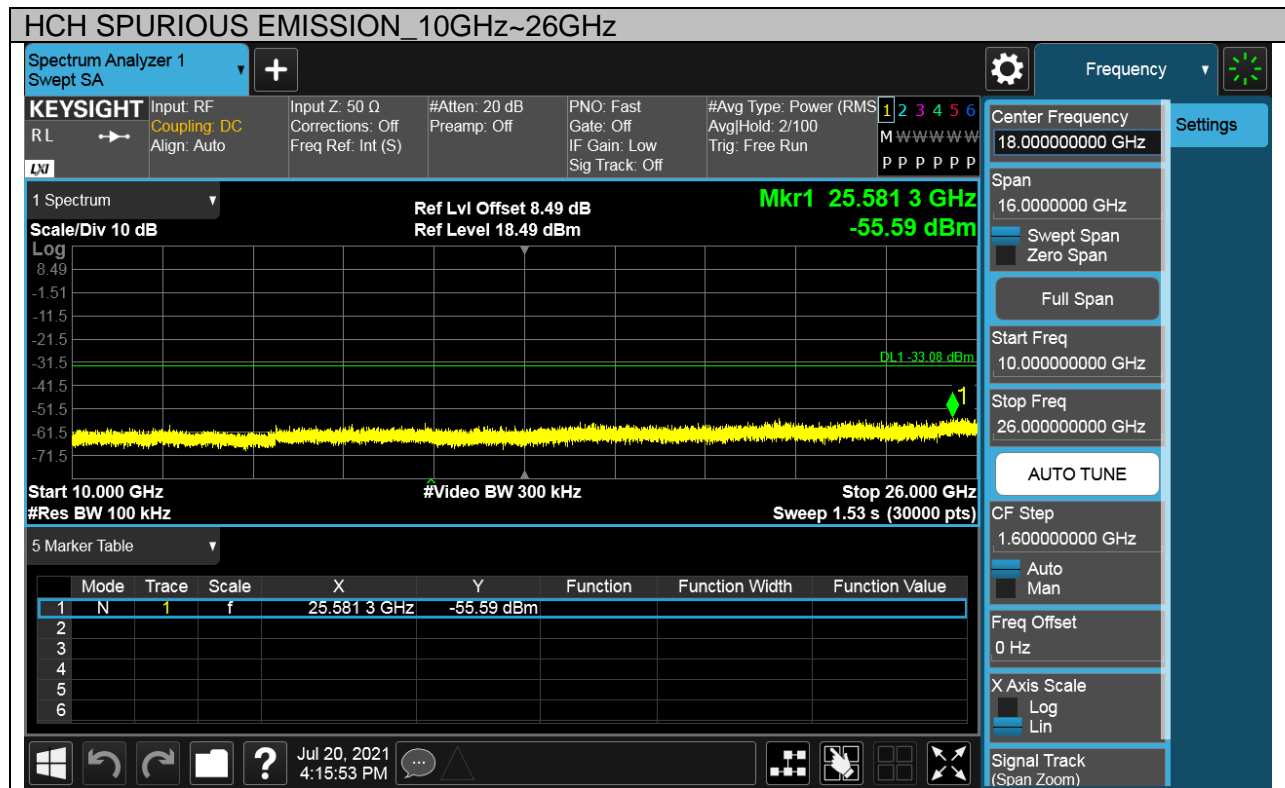 HCH SPURIOUS EMISSION_10GHz~26GHz
Spectrum Analyzer 1
Swept SA
+
Frequency
KEYSIGHT
RL
LXI
Input: RF
Coupling: DC
Align: Auto
Input Z: 50 Ω
Corrections: Off
Freq Ref: Int (S)
#Atten: 20 dB
Preamp: Off
PNO: Fast
Gate: Off
IF Gain: Low
Sig Track: Off
#Avg Type: Power (RMS
Avg|Hold: 2/100
Trig: Free Run
1 2 3 4 5 6
M W W W W W
P P P P P P
1 Spectrum
Scale/Div 10 dB
Ref Lvl Offset 8.49 dB
Ref Level 18.49 dBm
Mkr1 25.581 3 GHz
-55.59 dBm
Log
8.49
-1.51
-11.5
-21.5
-31.5
-41.5
-51.5
-61.5
-71.5
DL1 -33.08 dBm
1
Start 10.000 GHz
#Video BW 300 kHz
Stop 26.000 GHz
#Res BW 100 kHz
Sweep 1.53 s (30000 pts)
5 Marker Table
Mode Trace Scale X Y Function Function Width Function Value
1 N 1 f 25.581 3 GHz -55.59 dBm
2
3
4
5
6
Jul 20, 2021
4:15:53 PM
?
Center Frequency
18.000000000 GHz
Settings
Span
16.0000000 GHz
Swept Span
Zero Span
Full Span
Start Freq
10.000000000 GHz
Stop Freq
26.000000000 GHz
AUTO TUNE
CF Step
1.600000000 GHz
Auto
Man
Freq Offset
0 Hz
X Axis Scale
Log
Lin
Signal Track
(Span Zoom)